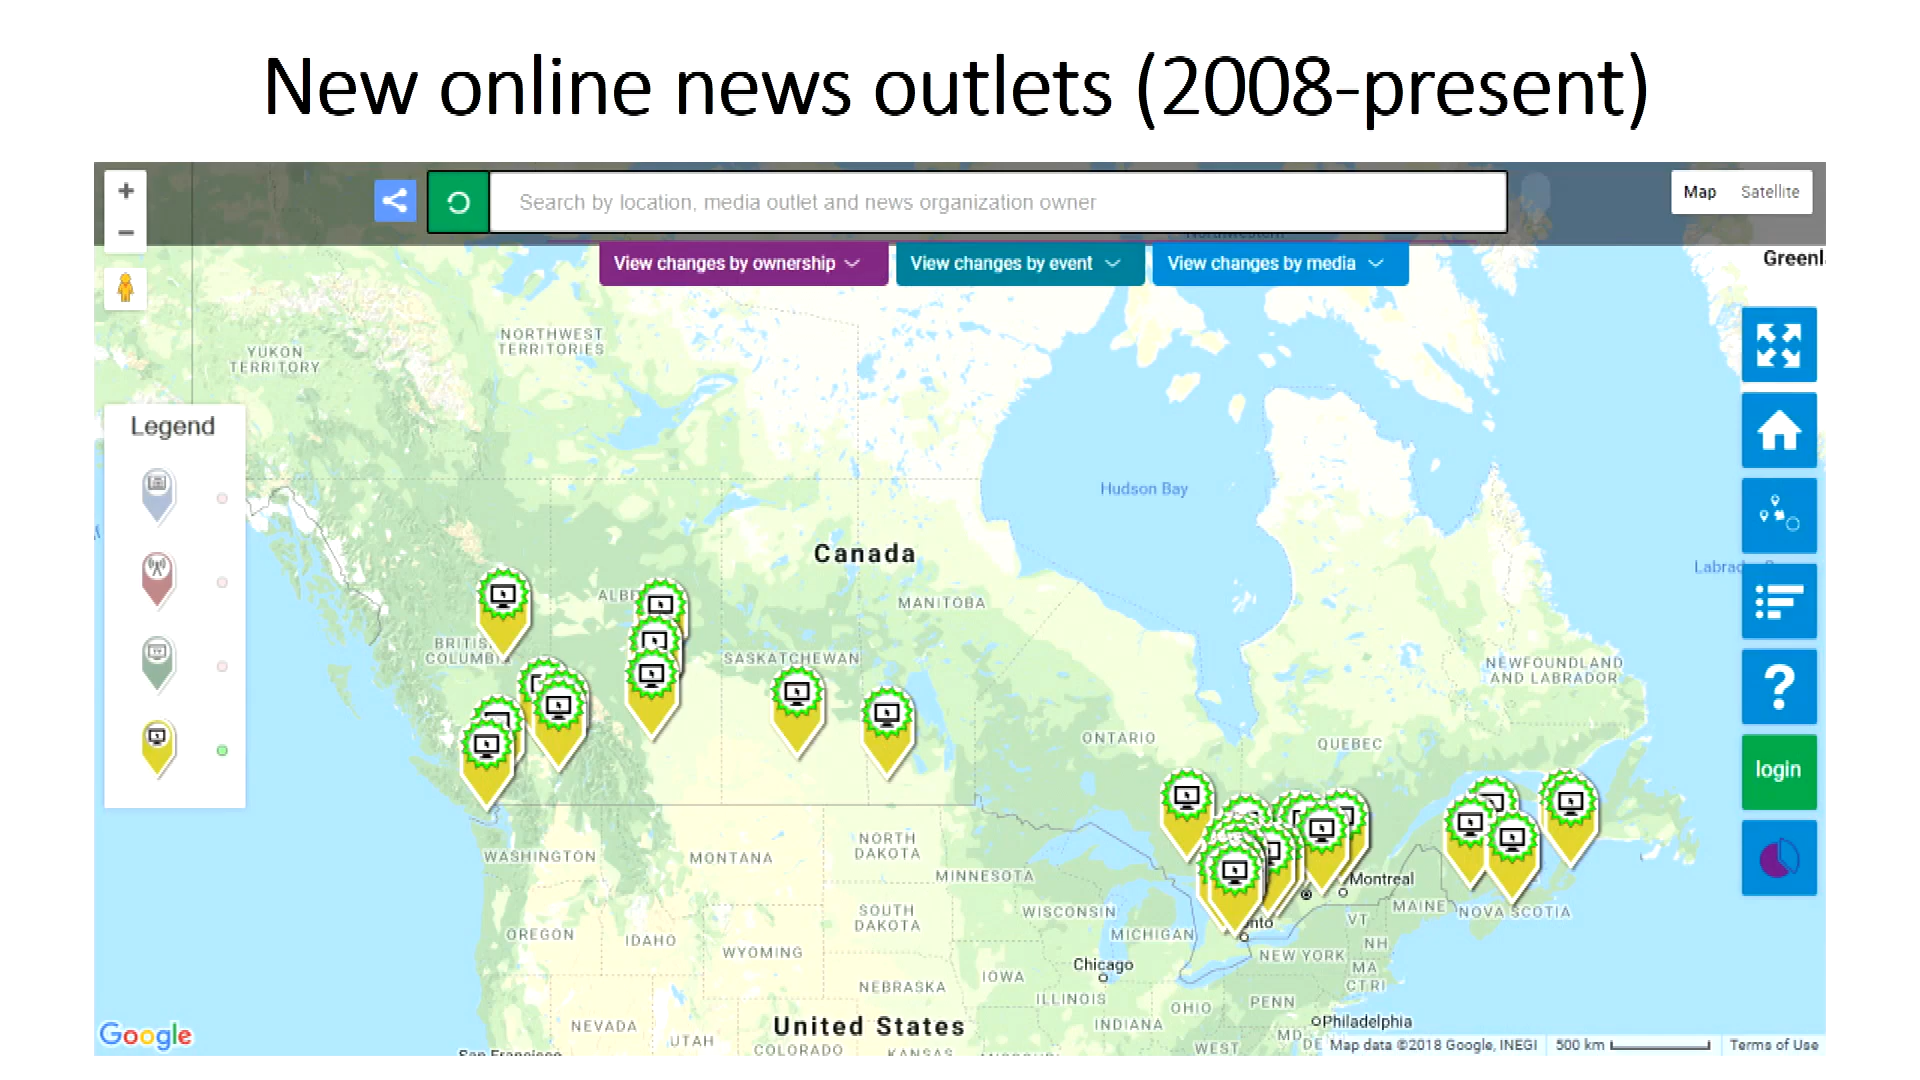 New online news outlets (2008-present)
Search by location, media outlet and news organization owner
Map Satellite
View changes by ownership
View changes by event
View changes by media
NORTHWEST
TERRITORIES
YUKON
TERRITORY
Legend
Hudson Bay
Canada
MANITOBA
SASKATCHEWAN
COLUMBIA
NEWFOUNDLAND
AND LABRADOR
ONTARIO
QUEBEC
login
WASHINGTON
MONTANA
NORTH
DAKOTA
MINNESOTA
Montreal
MAINE
NOVA SCOTIA
VT
SOUTH
DAKOTA
WISCONSIN
OREGON
IDAHO
MICHIGAN
NH
WYOMING
NEW YORK
MA
Chicago
IOWA
CT RI
NEBRASKA
ILLINOIS
PENN
OHIO
NEVADA
United States
INDIANA
Philadelphia
UTAH
COLORADO
KANSAS
WEST
MD
DE
Google
Map data ©2018 Google, INEGI
500 km
Terms of Use